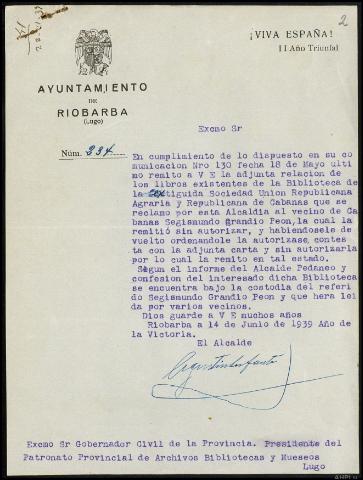 2
¡VIVA ESPAÑA!
II Año Triunfal
AYUNTAMIENTO
DE
RIOBARBA
(Lugo)
Núm. 234
Excmo Sr
En cumplimiento de lo dispuesto en su co
municacion Nro 130 fecha 18 de Mayo ulti
mo remito a V E la adjunta relacion de
los libros existentes de la Biblioteca de
la extiguida Sociedad Union Republicana
Agraria y Republicana de Cabanas que se
reclamo por esta Alcaldia al vecino de Ca
banas Segismundo Grandio Peon, la cual la
remitió sin autorizar, y habiendosele de
vuelto ordenandole la autorizase, contes
ta con la adjunta carta y sin autorizarla
por lo cual la remito en tal estado.
Segun el informe del Alcalde Pedaneo y
confesion del interesado dicha Biblioteca
se encuentra bajo la custodia del referi
do Segismundo Grandio Peon y que hera lei
da por varios vecinos.
Dios guarde a V E muchos años
Riobarba a 14 de Junio de 1939 Año de
la Victoria.
El Alcalde
Excmo Sr Gobernador Civil de la Provincia. Presidente del
Patronato Provincial de Archivos Bibliotecas y Mueseos
Lugo